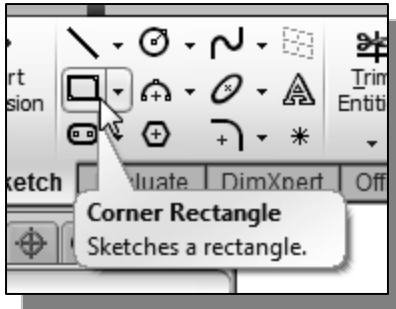 rt
sion
Trim
Entiti
ketch
luate
DimXpert
Off
Corner Rectangle
Sketches a rectangle.